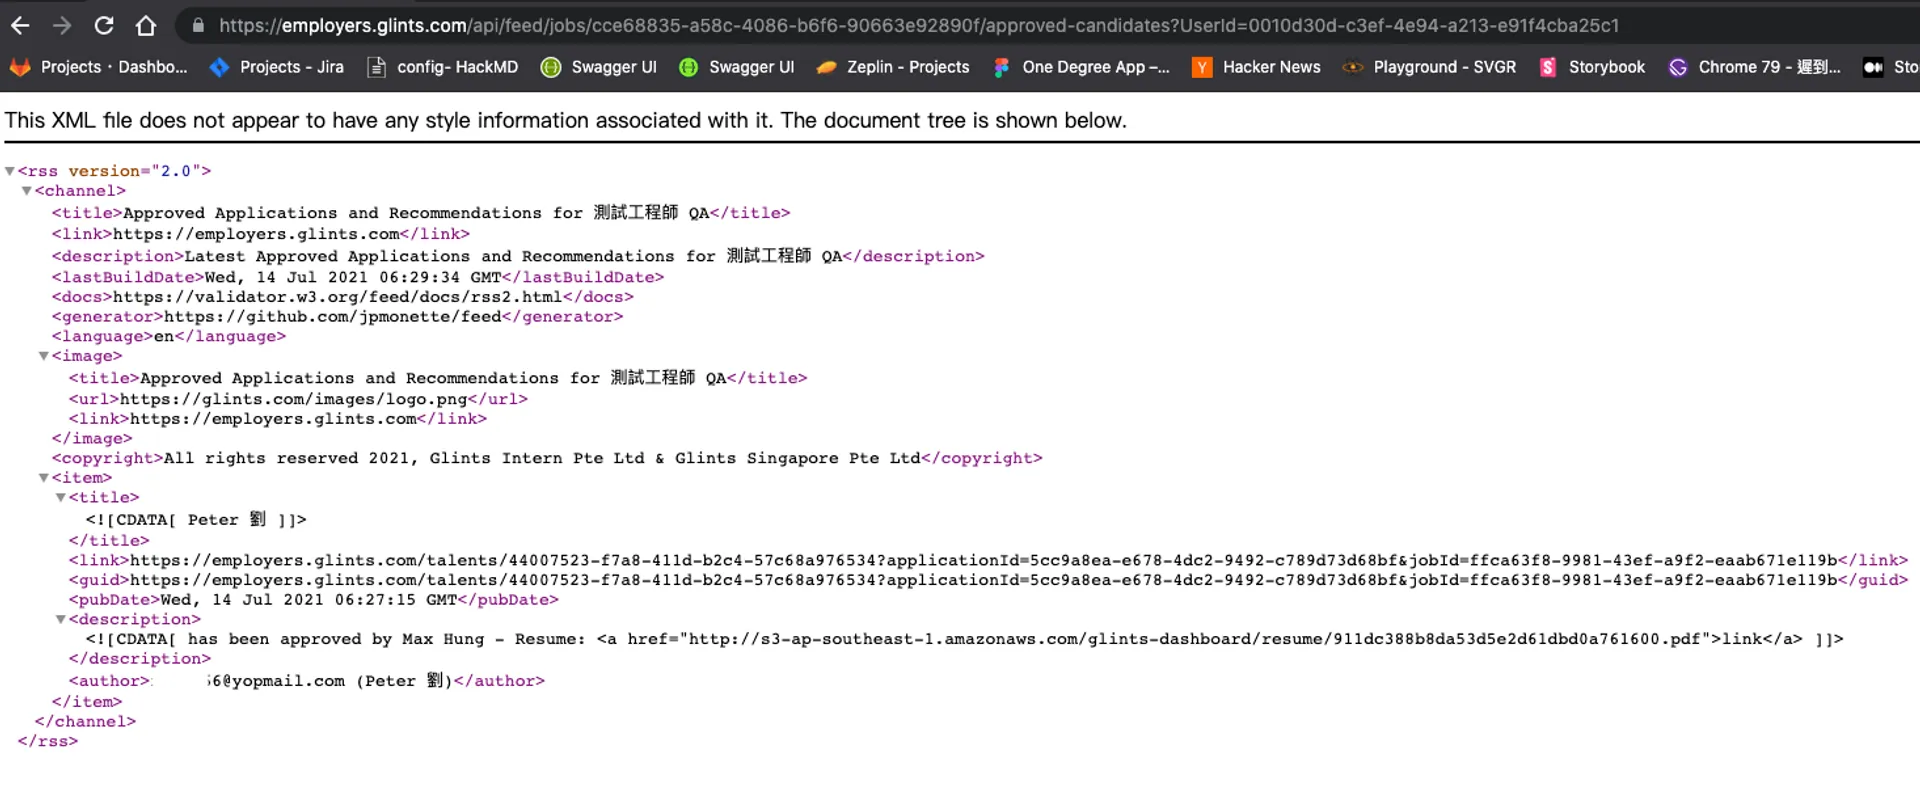 https://employers.glints.com/api/feed/jobs/cce68835-a58c-4086-b6f6-90663e92890f/approved-candidates?UserId=0010d30d-c3ef-4e94-a213-e91f4cba25c1
Projects · Dashbo... Projects - Jira config- HackMD Swagger UI Swagger UI Zeplin - Projects One Degree App –... Hacker News Playground - SVGR Storybook Chrome 79 - 遲到... Sto
This XML file does not appear to have any style information associated with it. The document tree is shown below.
▼<rss version="2.0">
▼<channel>
<title>Approved Applications and Recommendations for 測試工程師 QA</title>
<link>https://employers.glints.com</link>
<description>Latest Approved Applications and Recommendations for 測試工程師 QA</description>
<lastBuildDate>Wed, 14 Jul 2021 06:29:34 GMT</lastBuildDate>
<docs>https://validator.w3.org/feed/docs/rss2.html</docs>
<generator>https://github.com/jpmonette/feed</generator>
<language>en</language>
▼<image>
<title>Approved Applications and Recommendations for 測試工程師 QA</title>
<url>https://glints.com/images/logo.png</url>
<link>https://employers.glints.com</link>
</image>
<copyright>All rights reserved 2021, Glints Intern Pte Ltd & Glints Singapore Pte Ltd</copyright>
▼<item>
▼<title>
<![CDATA[ Peter 劉 ]]>
</title>
<link>https://employers.glints.com/talents/44007523-f7a8-411d-b2c4-57c68a976534?applicationId=5cc9a8ea-e678-4dc2-9492-c789d73d68bf&jobId=ffca63f8-9981-43ef-a9f2-eaab671e119b</link>
<guid>https://employers.glints.com/talents/44007523-f7a8-411d-b2c4-57c68a976534?applicationId=5cc9a8ea-e678-4dc2-9492-c789d73d68bf&jobId=ffca63f8-9981-43ef-a9f2-eaab671e119b</guid>
<pubDate>Wed, 14 Jul 2021 06:27:15 GMT</pubDate>
▼<description>
<![CDATA[ has been approved by Max Hung - Resume: <a href="http://s3-ap-southeast-1.amazonaws.com/glints-dashboard/resume/911dc388b8da53d5e2d61dbd0a761600.pdf">link</a> ]]>
</description>
<author> 6@yopmail.com (Peter 劉)</author>
</item>
</channel>
</rss>